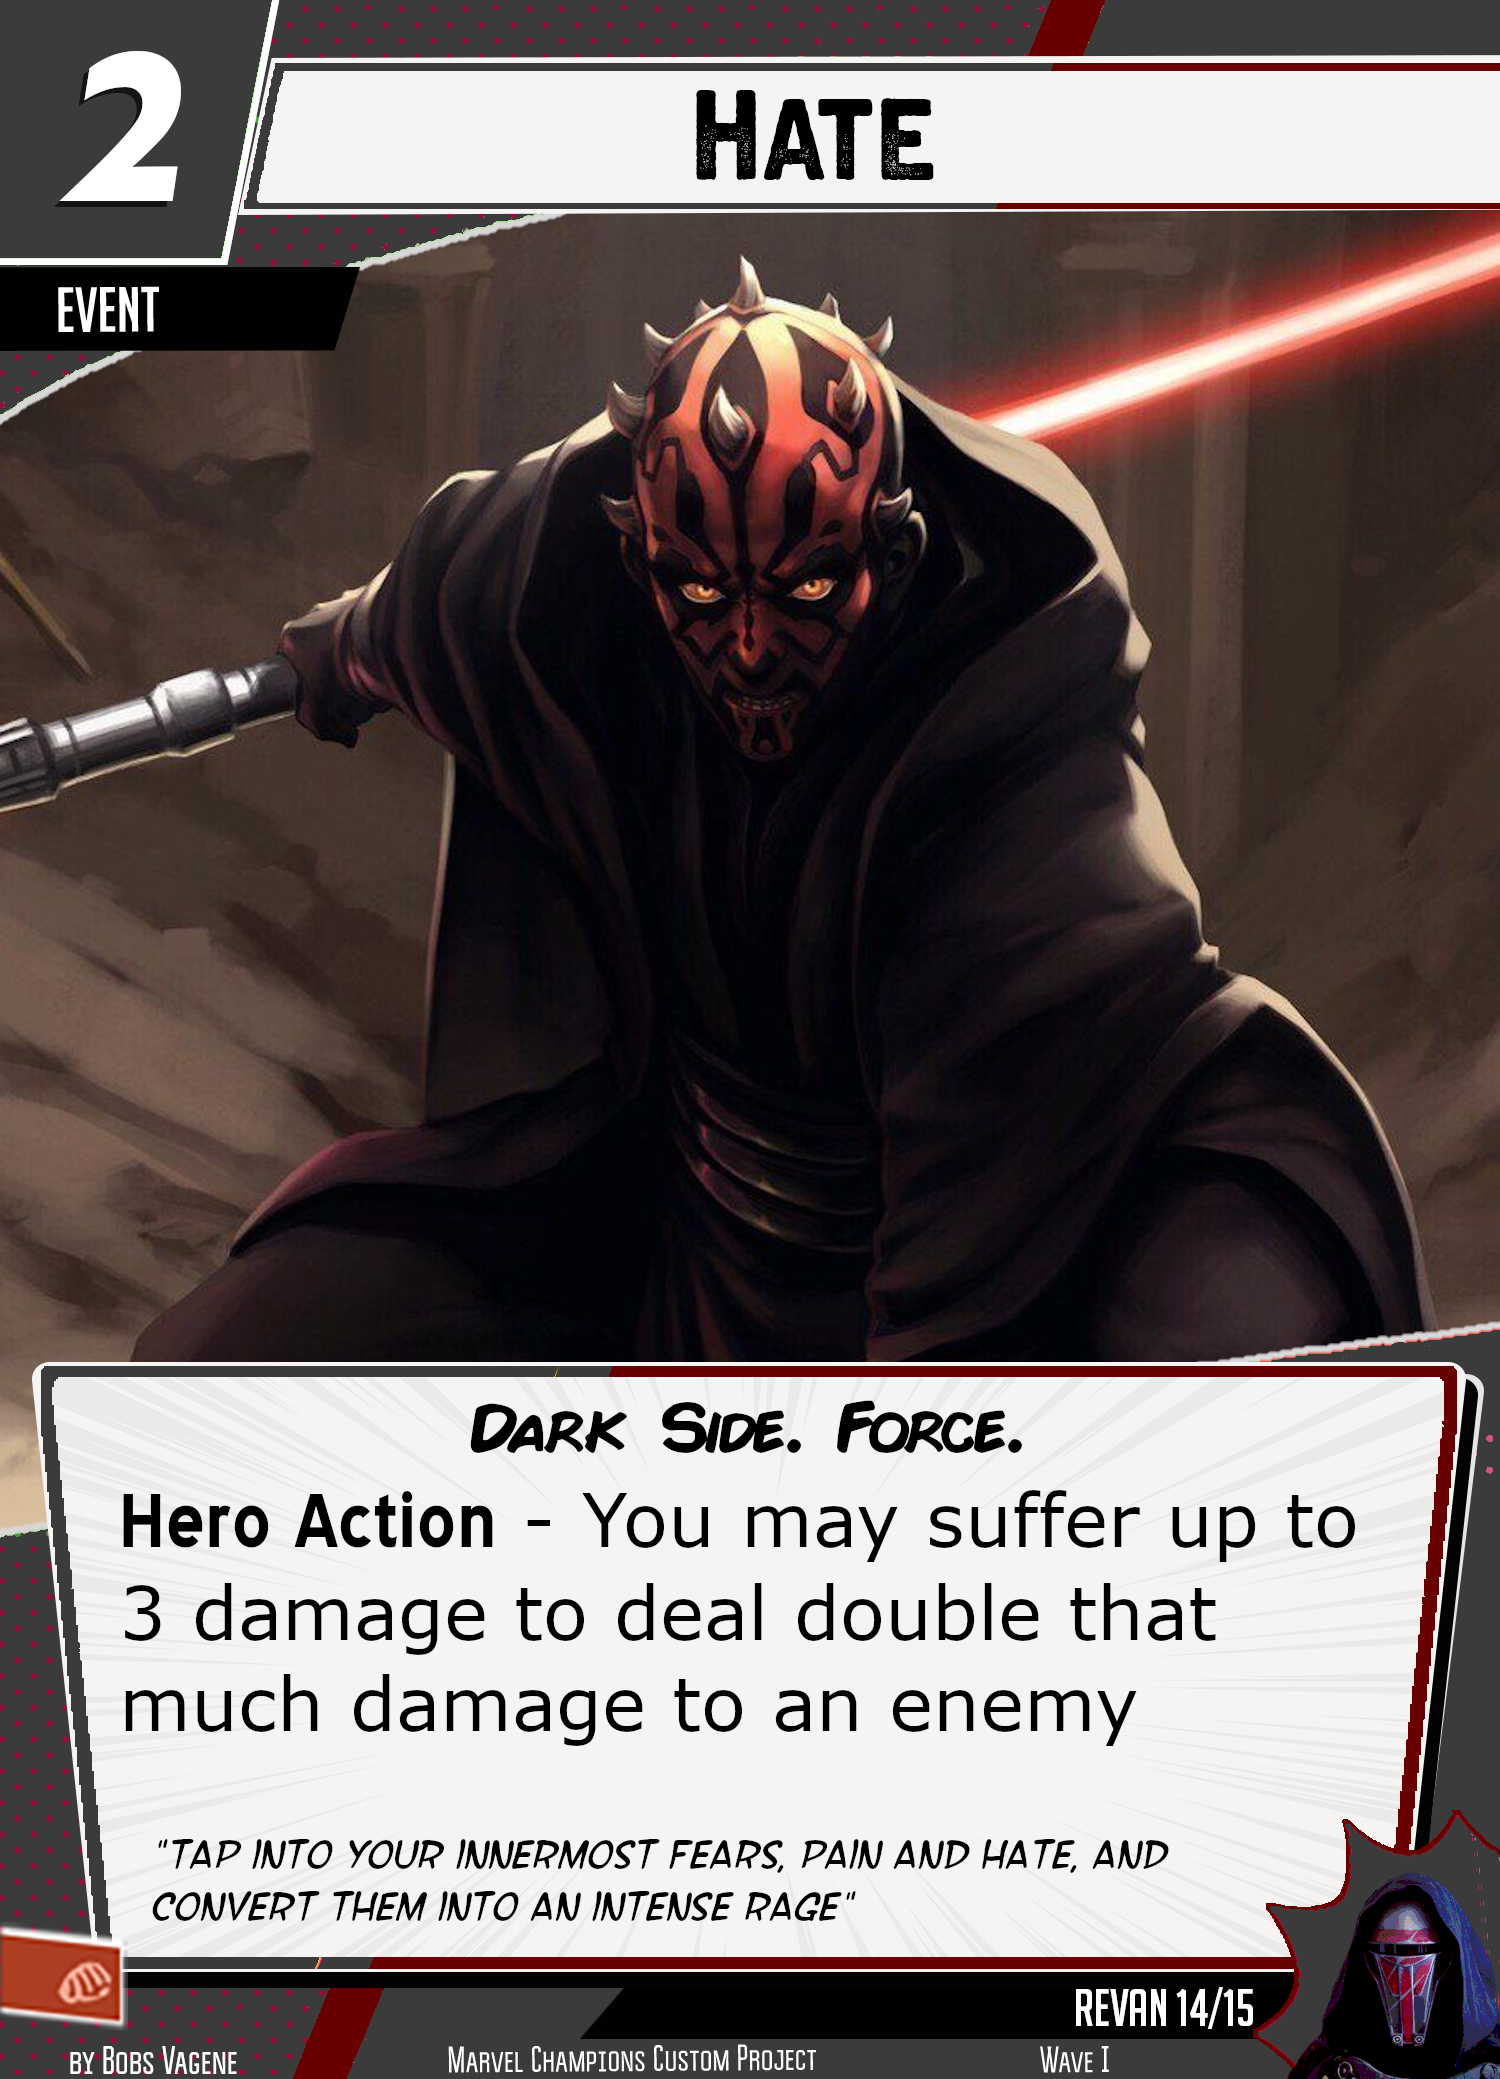 2
HATE
EVENT
DARK SIDE. FORCE.
Hero Action - You may suffer up to
3 damage to deal double that
much damage to an enemy
"TAP INTO YOUR INNERMOST FEARS, PAIN AND HATE, AND
CONVERT THEM INTO AN INTENSE RAGE"
REVAN 14/15
BY BOBS VAGENE
MARVEL CHAMPIONS CUSTOM PROJECT
WAVE I